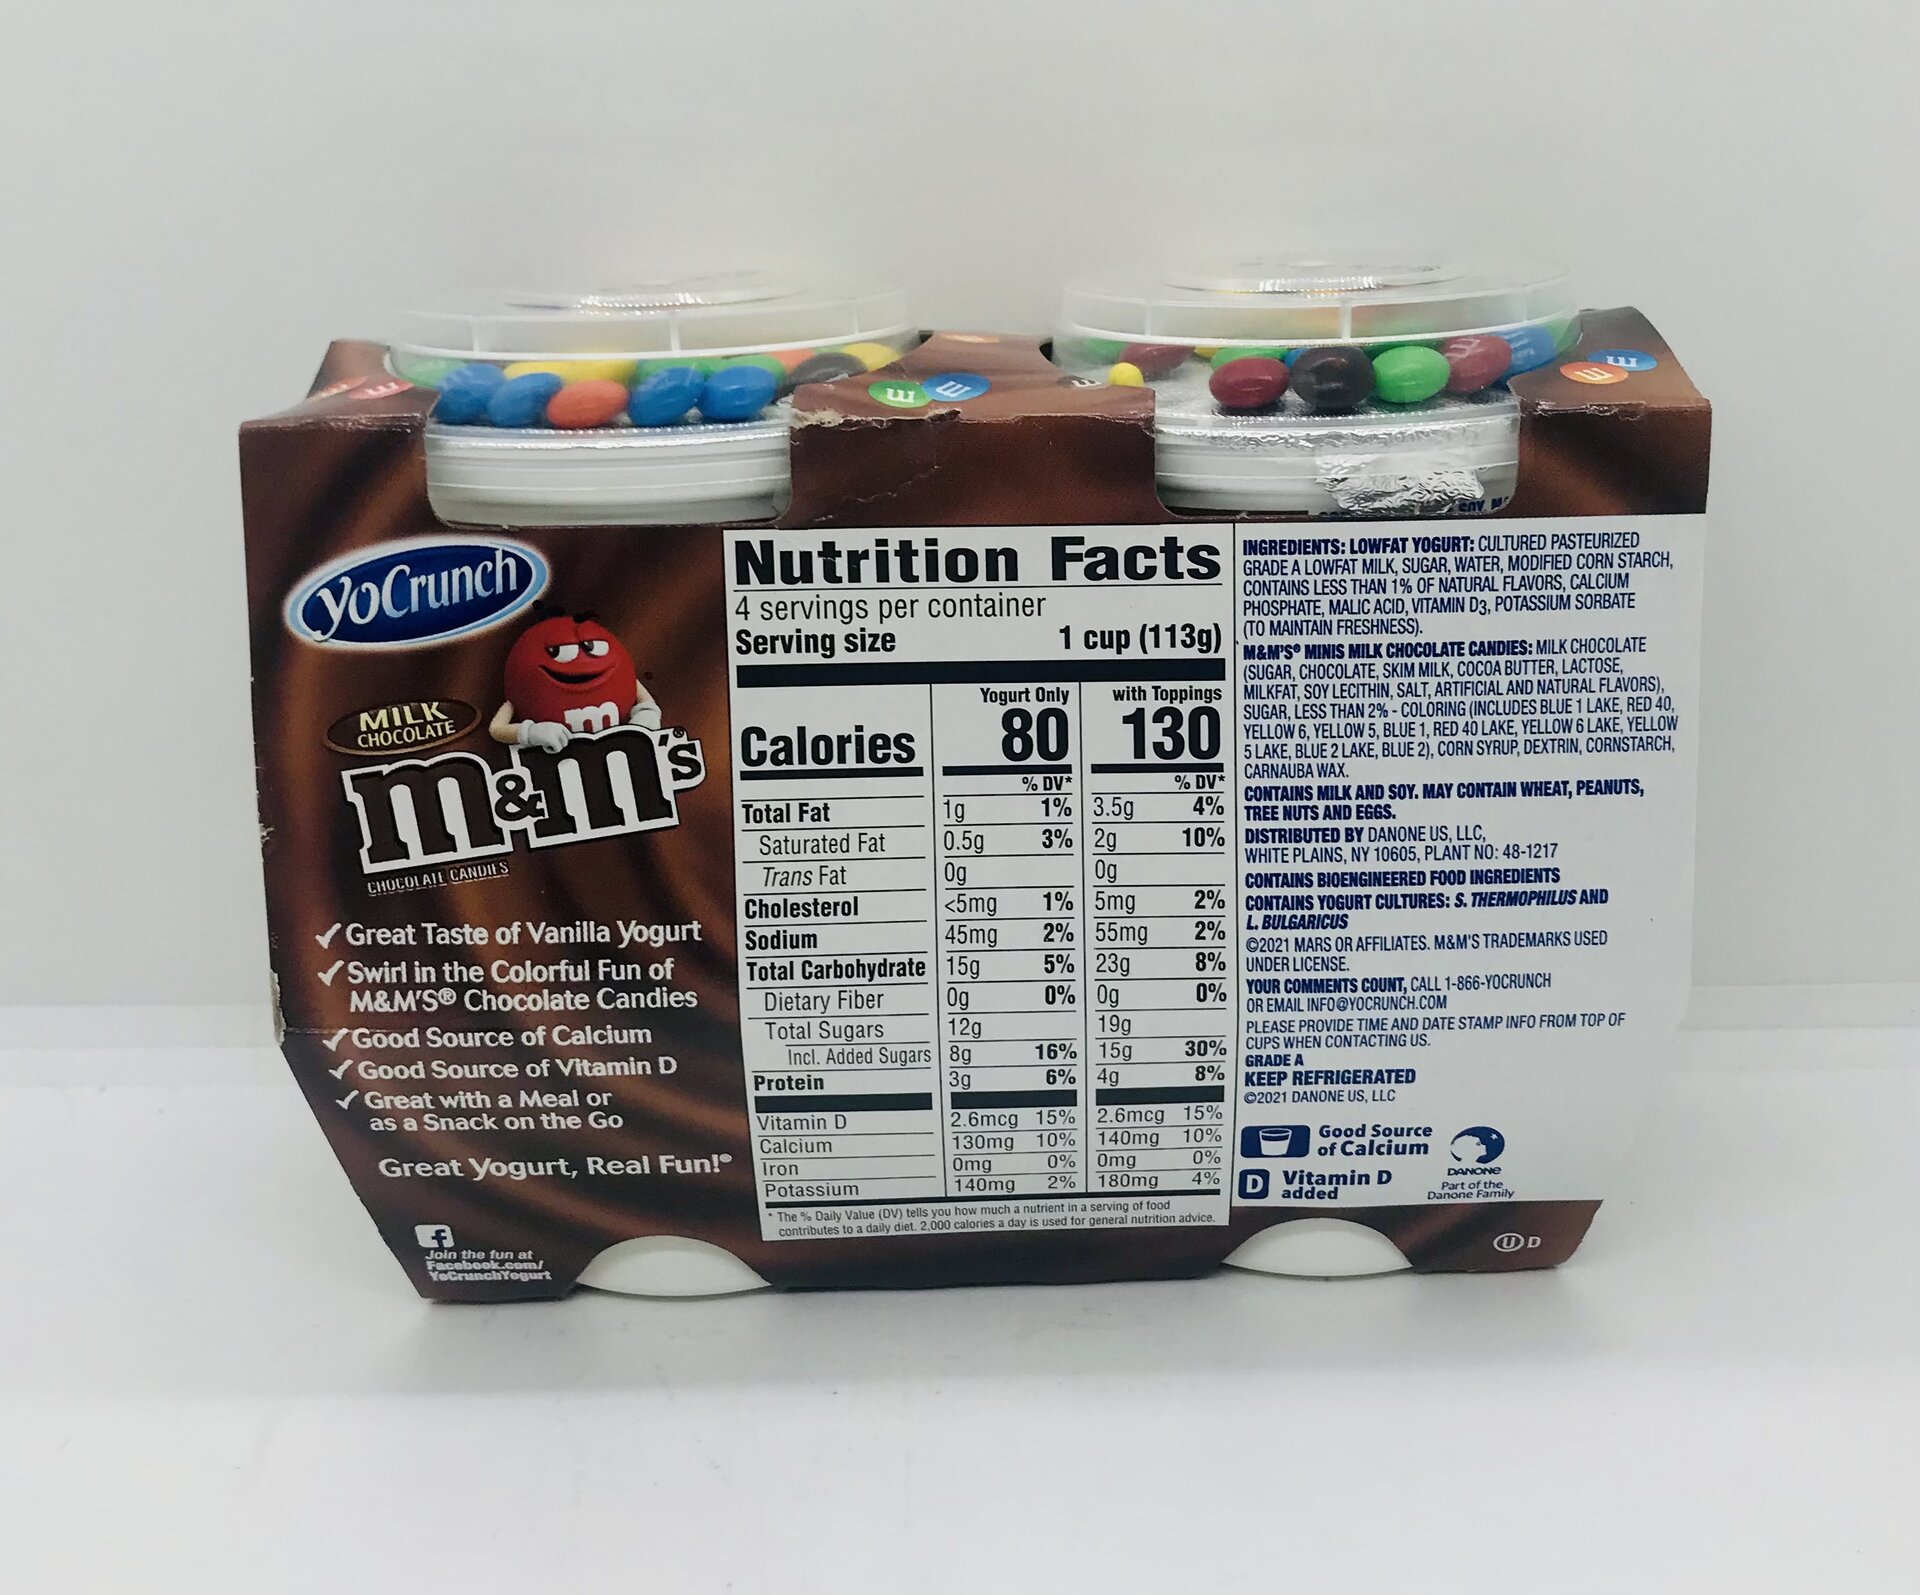 YoCrunch
MILK
CHOCOLATE
m
m&m's®
CHOCOLATE CANDIES
✓ Great Taste of Vanilla Yogurt
✓ Swirl in the Colorful Fun of
M&M'S® Chocolate Candies
✓ Good Source of Calcium
✓ Good Source of Vitamin D
✓ Great with a Meal or
as a Snack on the Go
Great Yogurt, Real Fun!®
f
Join the fun at
Facebook.com/
YoCrunchYogurt
Nutrition Facts
4 servings per container
Serving size 1 cup (113g)
Yogurt Only with Toppings
Calories 80 130
% DV* % DV*
Total Fat 1g 1% 3.5g 4%
Saturated Fat 0.5g 3% 2g 10%
Trans Fat 0g 0g
Cholesterol <5mg 1% 5mg 2%
Sodium 45mg 2% 55mg 2%
Total Carbohydrate 15g 5% 23g 8%
Dietary Fiber 0g 0% 0g 0%
Total Sugars 12g 19g
Incl. Added Sugars 8g 16% 15g 30%
Protein 3g 6% 4g 8%
Vitamin D 2.6mcg 15% 2.6mcg 15%
Calcium 130mg 10% 140mg 10%
Iron 0mg 0% 0mg 0%
Potassium 140mg 2% 180mg 4%
* The % Daily Value (DV) tells you how much a nutrient in a serving of food
contributes to a daily diet. 2,000 calories a day is used for general nutrition advice.
INGREDIENTS: LOWFAT YOGURT: CULTURED PASTEURIZED
GRADE A LOWFAT MILK, SUGAR, WATER, MODIFIED CORN STARCH,
CONTAINS LESS THAN 1% OF NATURAL FLAVORS, CALCIUM
PHOSPHATE, MALIC ACID, VITAMIN D3, POTASSIUM SORBATE
(TO MAINTAIN FRESHNESS).
M&M'S® MINIS MILK CHOCOLATE CANDIES: MILK CHOCOLATE
(SUGAR, CHOCOLATE, SKIM MILK, COCOA BUTTER, LACTOSE,
MILKFAT, SOY LECITHIN, SALT, ARTIFICIAL AND NATURAL FLAVORS),
SUGAR, LESS THAN 2% - COLORING (INCLUDES BLUE 1 LAKE, RED 40,
YELLOW 6, YELLOW 5, BLUE 1, RED 40 LAKE, YELLOW 6 LAKE, YELLOW
5 LAKE, BLUE 2 LAKE, BLUE 2), CORN SYRUP, DEXTRIN, CORNSTARCH,
CARNAUBA WAX.
CONTAINS MILK AND SOY. MAY CONTAIN WHEAT, PEANUTS,
TREE NUTS AND EGGS.
DISTRIBUTED BY DANONE US, LLC,
WHITE PLAINS, NY 10605, PLANT NO: 48-1217
CONTAINS BIOENGINEERED FOOD INGREDIENTS
CONTAINS YOGURT CULTURES: S. THERMOPHILUS AND
L. BULGARICUS
©2021 MARS OR AFFILIATES. M&M'S TRADEMARKS USED
UNDER LICENSE.
YOUR COMMENTS COUNT, CALL 1-866-YOCRUNCH
OR EMAIL INFO@YOCRUNCH.COM
PLEASE PROVIDE TIME AND DATE STAMP INFO FROM TOP OF
CUPS WHEN CONTACTING US.
GRADE A
KEEP REFRIGERATED
©2021 DANONE US, LLC
Good Source
of Calcium
D Vitamin D
added
DANONE
Part of the
Danone Family
U D